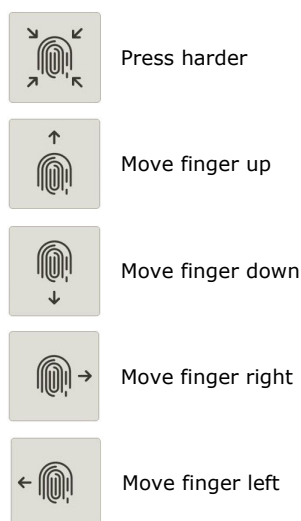 Press harder
Move finger up
Move finger down
Move finger right
Move finger left